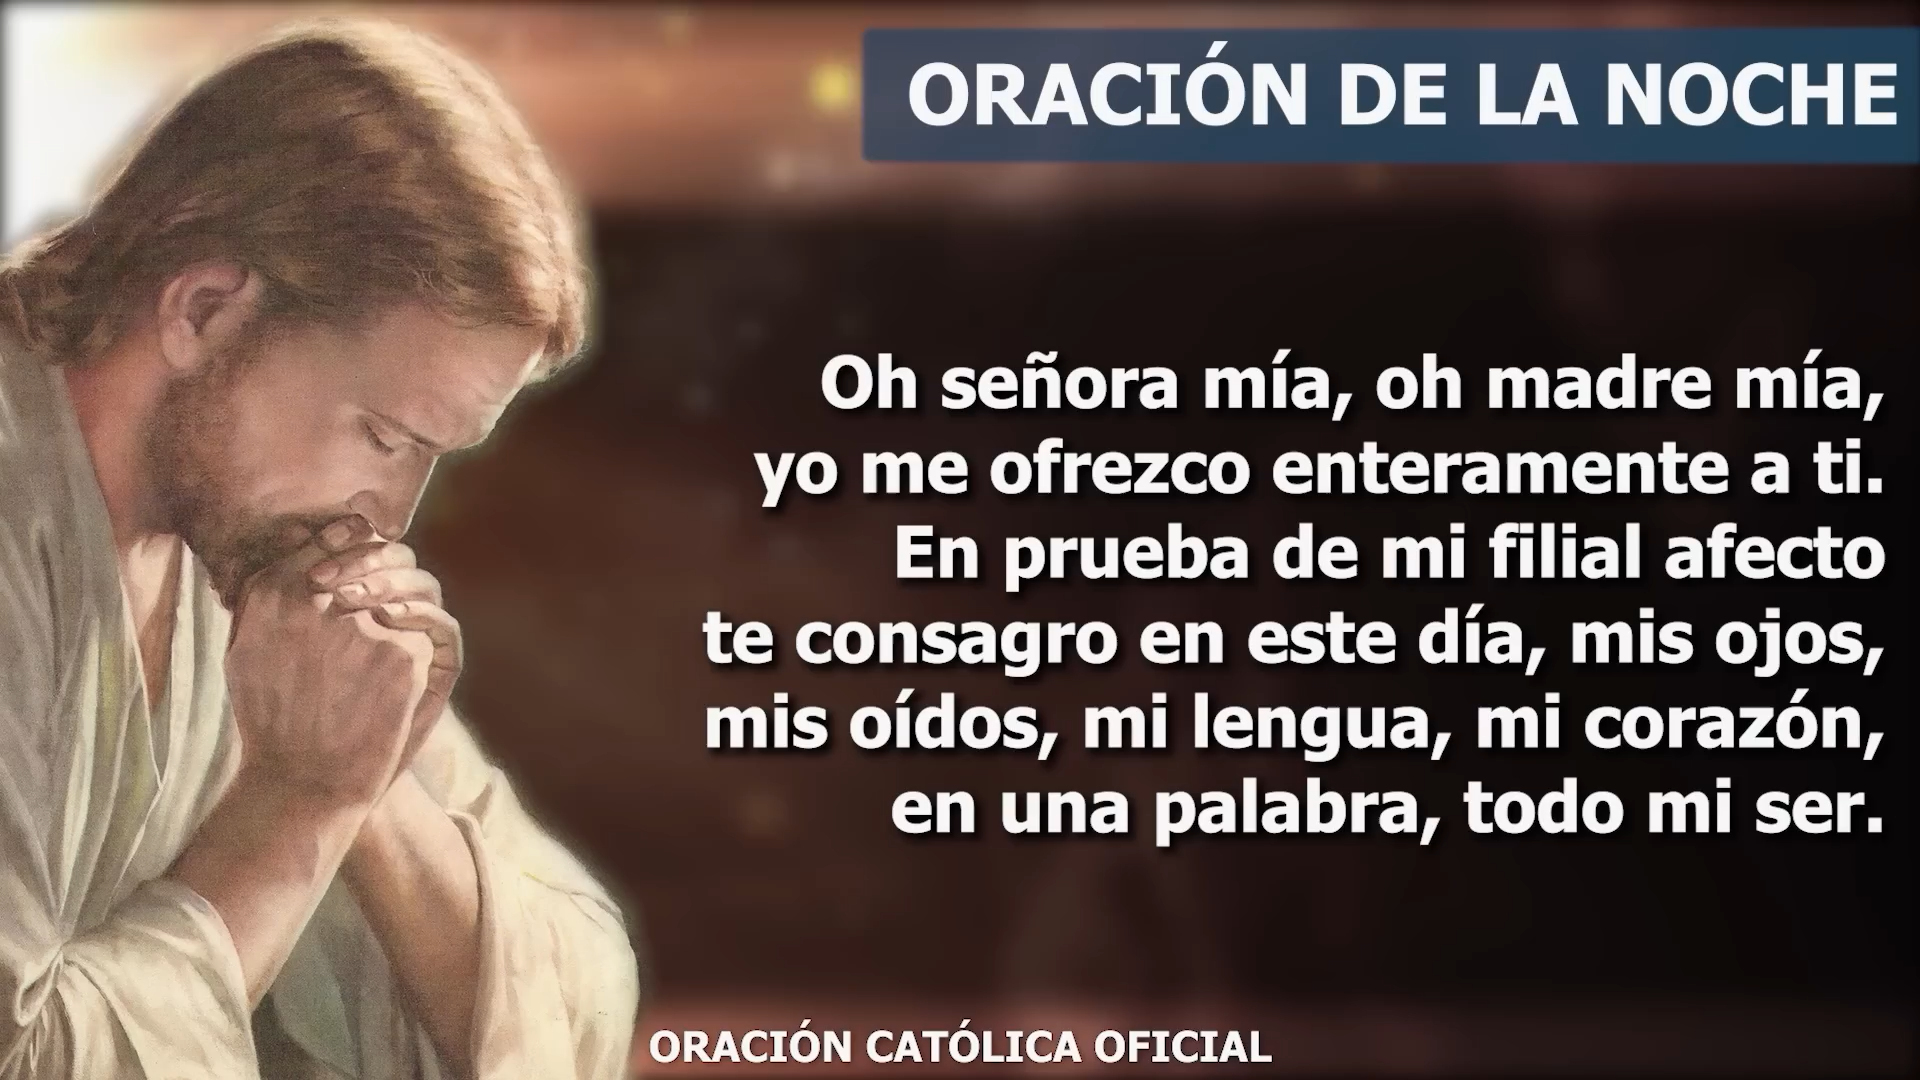 ORACIÓN DE LA NOCHE
Oh señora mía, oh madre mía,
yo me ofrezco enteramente a ti.
En prueba de mi filial afecto
te consagro en este día, mis ojos,
mis oídos, mi lengua, mi corazón,
en una palabra, todo mi ser.
ORACIÓN CATÓLICA OFICIAL